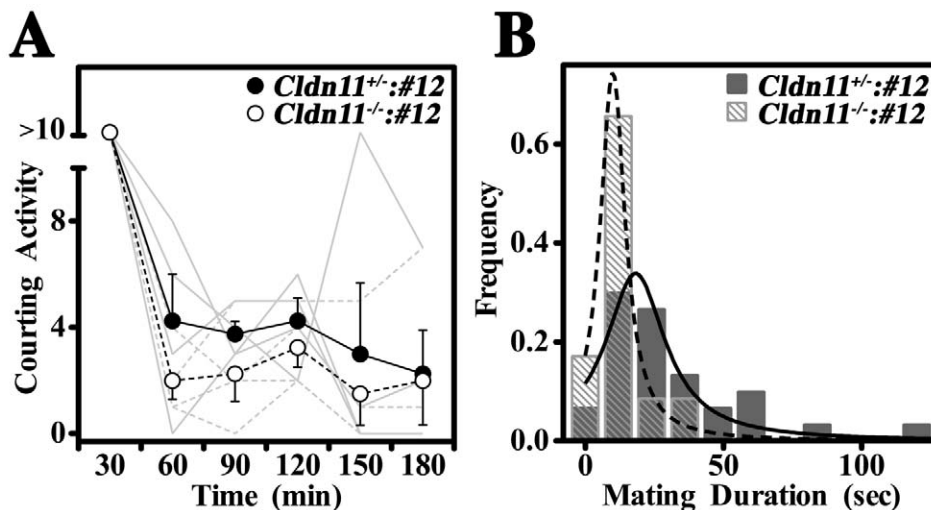 A
B
Cldn11+/-:#12
Cldn11-/-:#12
>10
8
4
0
Courting Activity
30 60 90 120 150 180
Time (min)
Cldn11+/-:#12
Cldn11-/-:#12
0.6
0.4
0.2
0.0
Frequency
0 50 100
Mating Duration (sec)